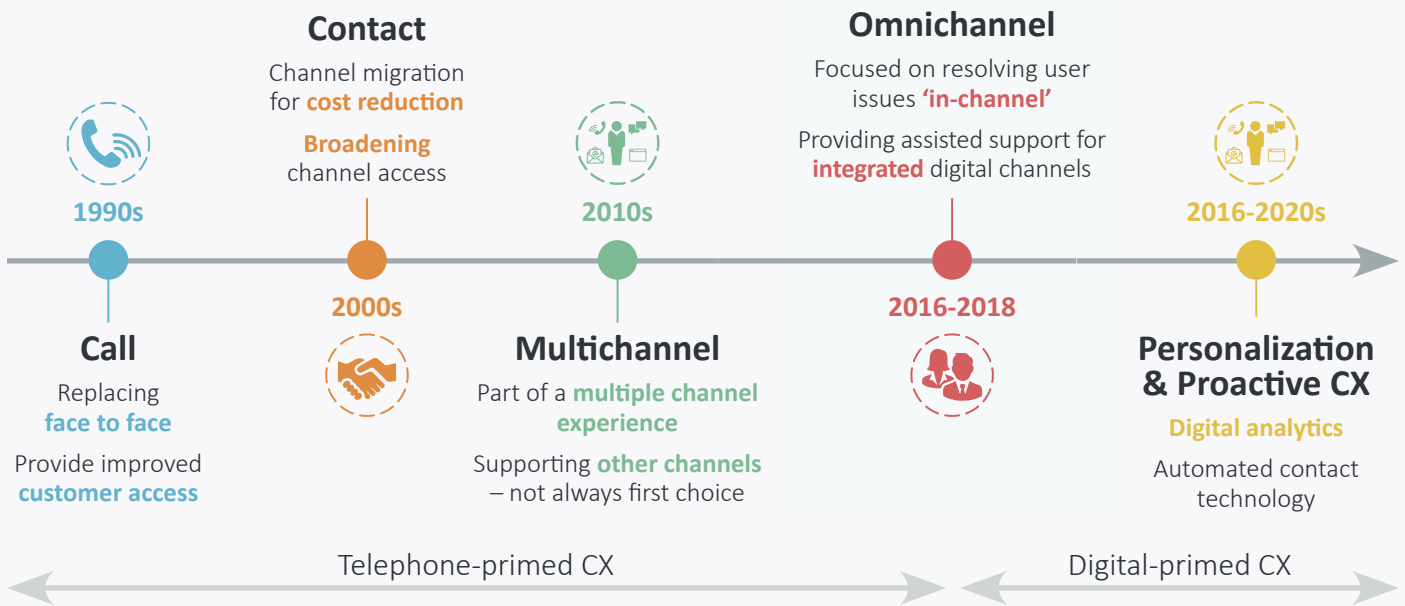 1990s
Call
Replacing
face to face
Provide improved
customer access
Contact
Channel migration
for cost reduction
Broadening
channel access
2000s
2010s
Multichannel
Part of a multiple channel
experience
Supporting other channels
– not always first choice
Omnichannel
Focused on resolving user
issues ‘in-channel’
Providing assisted support for
integrated digital channels
2016-2018
2016-2020s
Personalization
& Proactive CX
Digital analytics
Automated contact
technology
Telephone-primed CX
Digital-primed CX